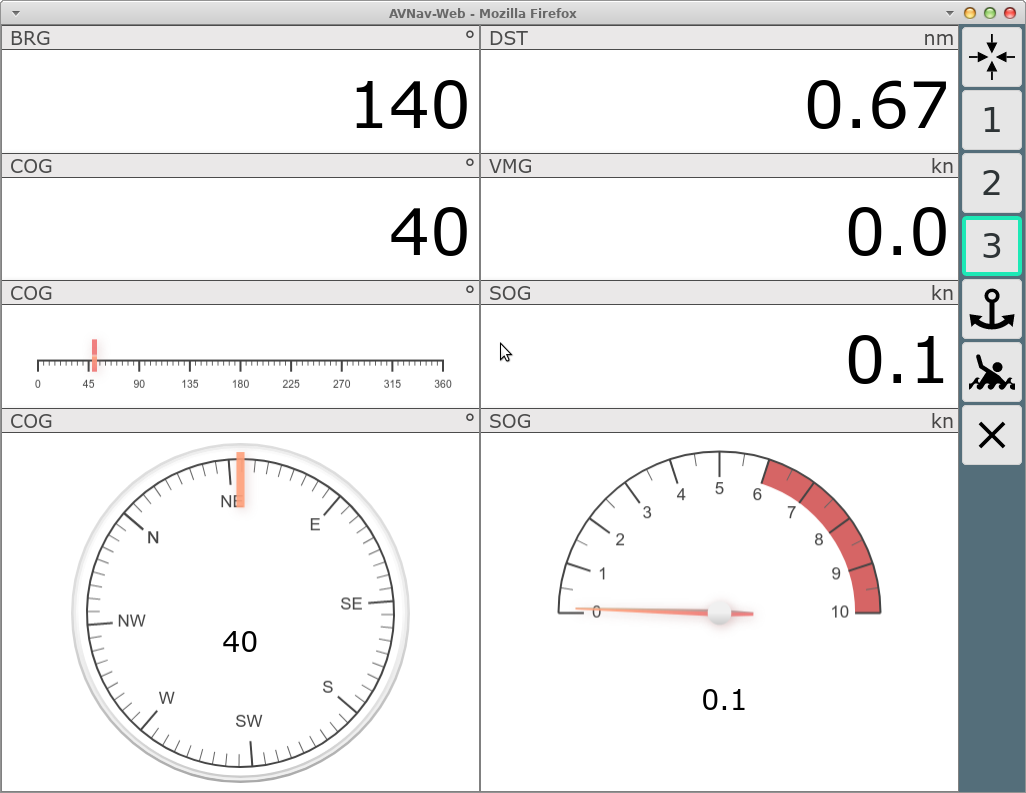 AVNav-Web - Mozilla Firefox
BRG °
140
DST nm
0.67
COG °
40
VMG kn
0.0
COG °
0 45 90 135 180 225 270 315 360
SOG kn
0.1
COG °
NE
E
N
SE
NW
40
S
W
SW
SOG kn
0 1 2 3 4 5 6 7 8 9 10
0.1
1
2
3